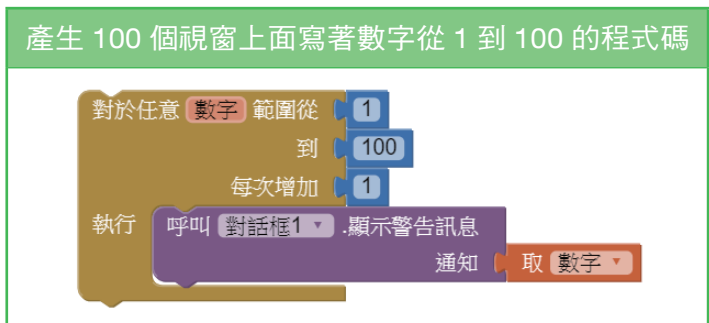 產生 100 個視窗上面寫著數字從 1 到 100 的程式碼
對於任意 數字 範圍從 1
到 100
每次增加 1
執行 呼叫 對話框1 .顯示警告訊息
通知 取 數字